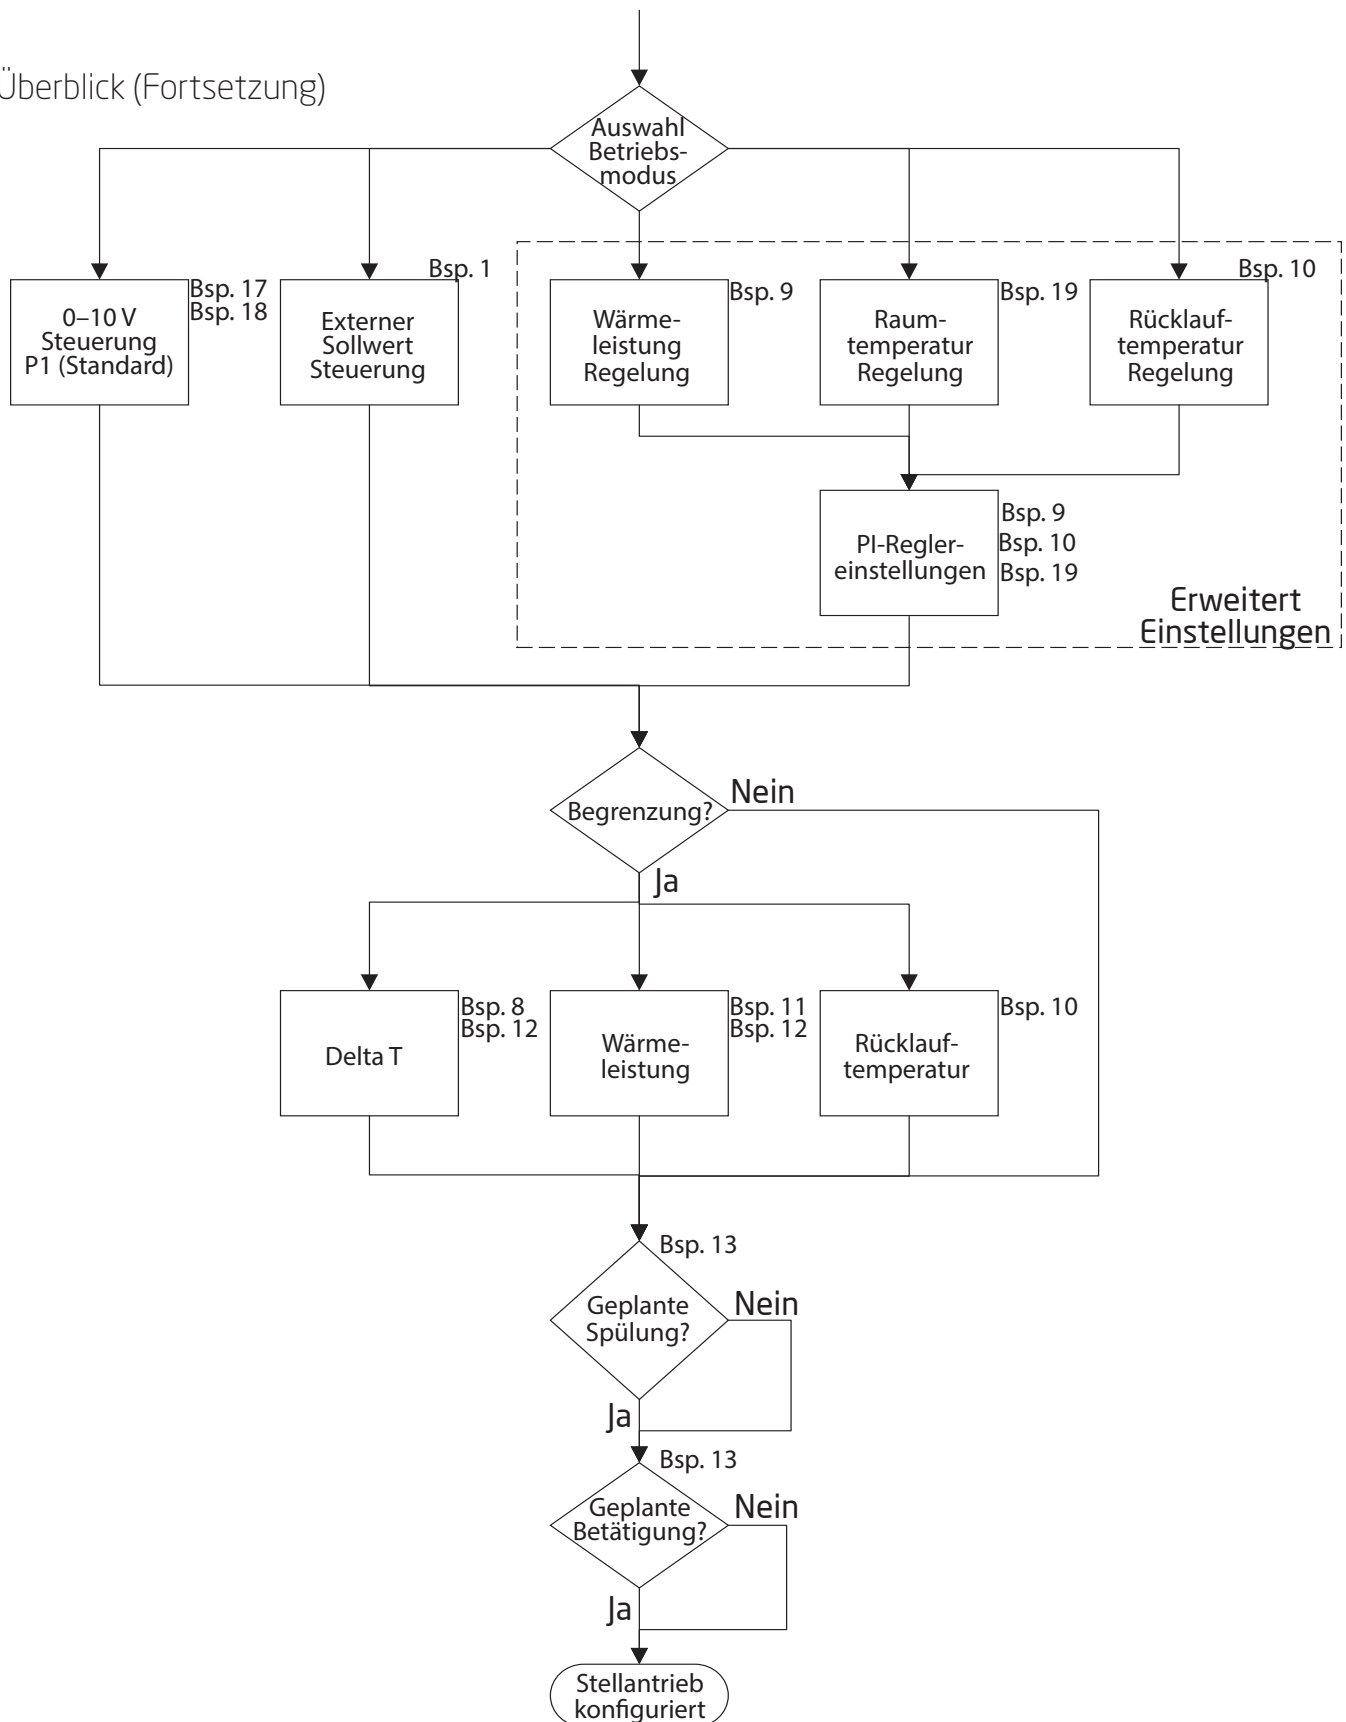 Überblick (Fortsetzung)
Auswahl
Betriebs-
modus
0–10 V
Steuerung
P1 (Standard)
Bsp. 17
Bsp. 18
Externer
Sollwert
Steuerung
Bsp. 1
Wärme-
leistung
Regelung
Bsp. 9
Raum-
temperatur
Regelung
Bsp. 19
Rücklauf-
temperatur
Regelung
Bsp. 10
PI-Regler-
einstellungen
Bsp. 9
Bsp. 10
Bsp. 19
Erweitert
Einstellungen
Begrenzung?
Nein
Ja
Delta T
Bsp. 8
Bsp. 12
Wärme-
leistung
Bsp. 11
Bsp. 12
Rücklauf-
temperatur
Bsp. 10
Bsp. 13
Geplante
Spülung?
Nein
Ja
Bsp. 13
Geplante
Betätigung?
Nein
Ja
Stellantrieb
konfiguriert